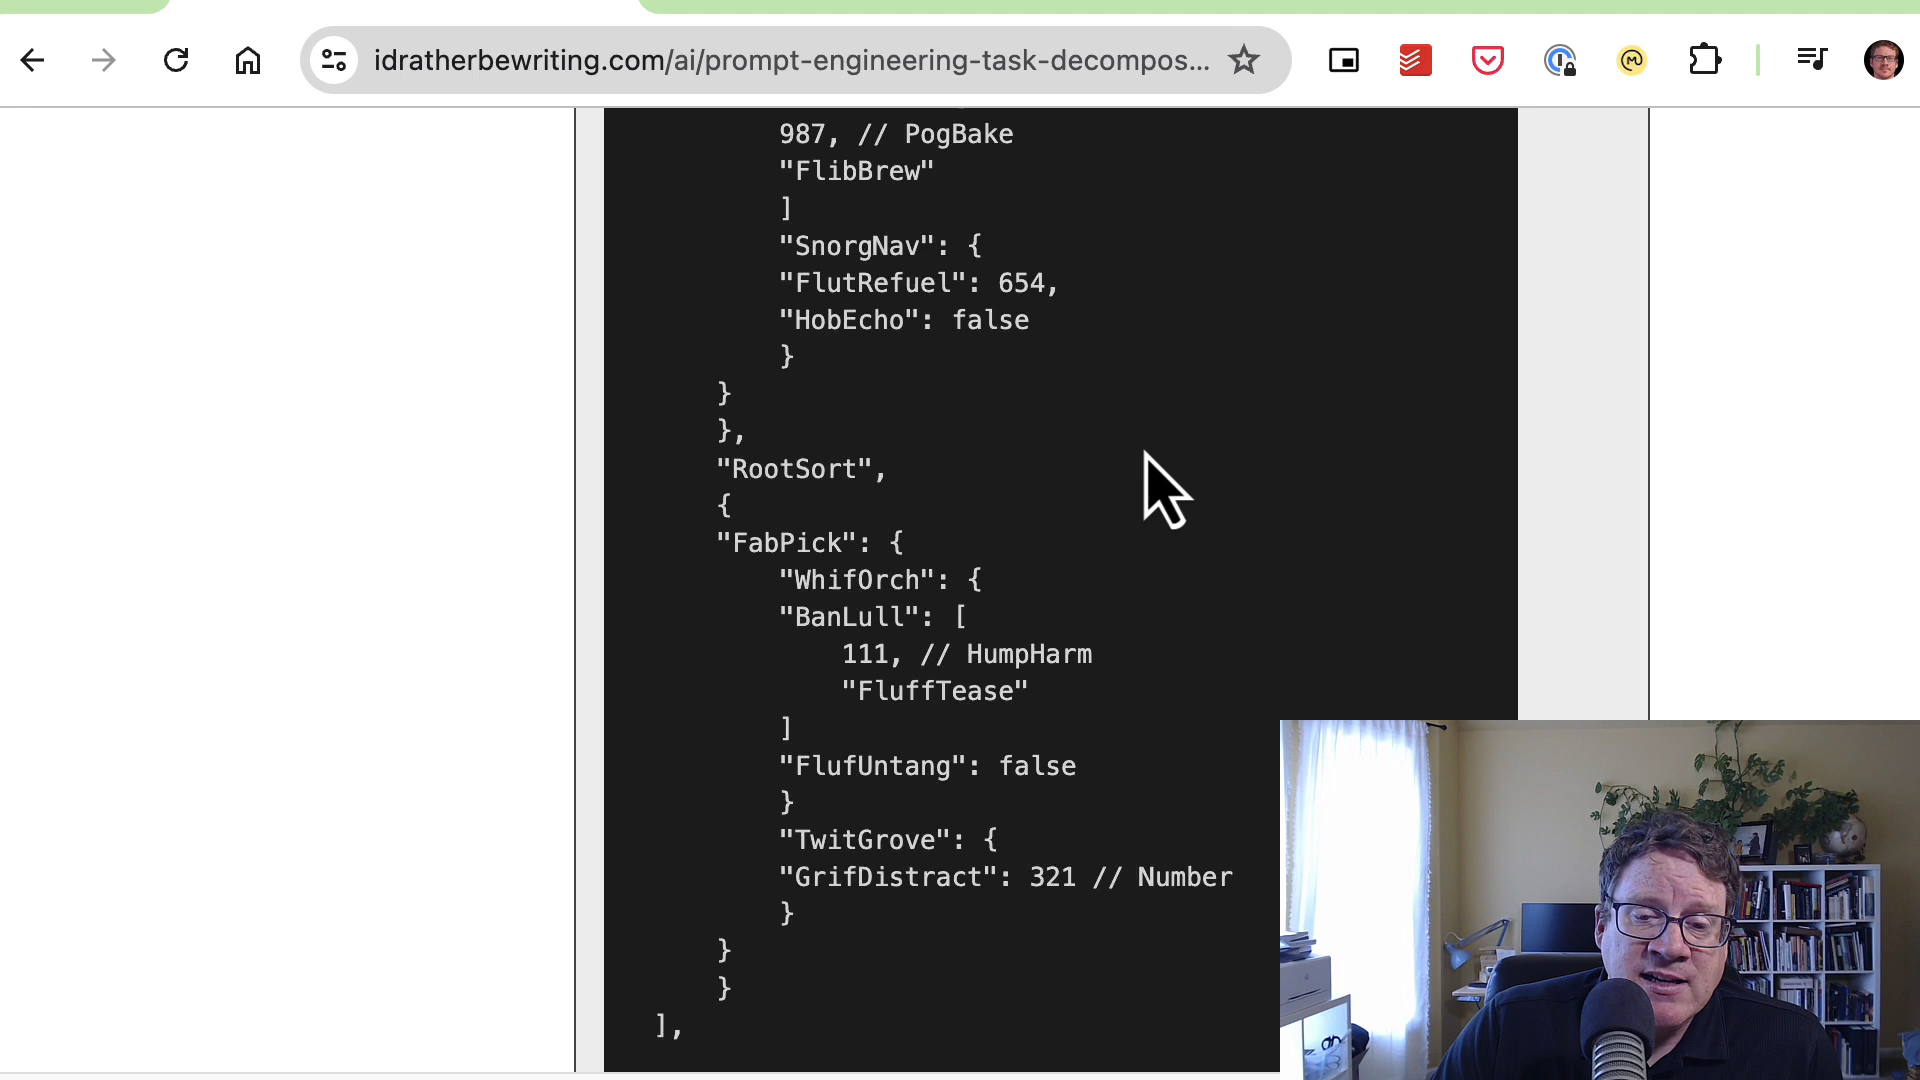 idratherbewriting.com/ai/prompt-engineering-task-decompos...
987, // PogBake
"FlibBrew"
]
"SnorgNav": {
"FlutRefuel": 654,
"HobEcho": false
}
}
},
"RootSort",
{
"FabPick": {
"WhifOrch": {
"BanLull": [
111, // HumpHarm
"FluffTease"
]
"FlufUntang": false
}
"TwitGrove": {
"GrifDistract": 321 // Number
}
}
}
],